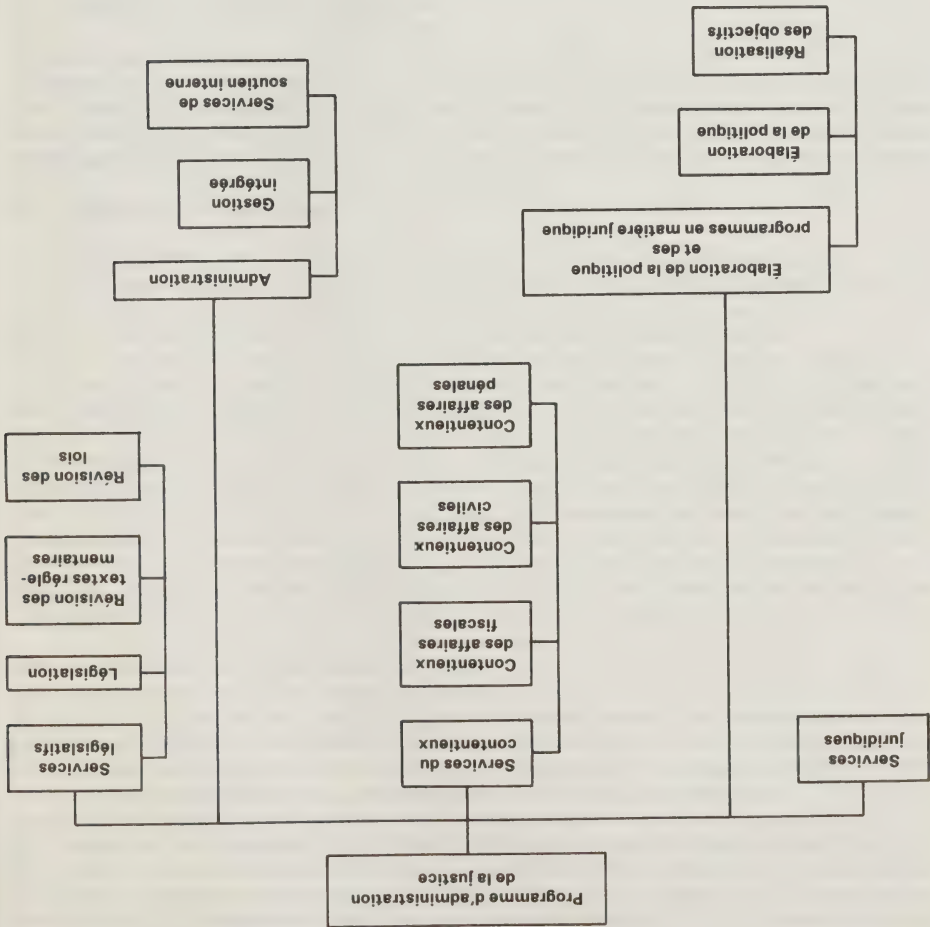 Programme d'administration
de la justice
Services
juridiques
Services du
contentieux
Services
législatifs
Contentieux
des affaires
fiscales
Législation
Contentieux
des affaires
civiles
Révision des
textes régle-
mentaires
Contentieux
des affaires
pénales
Révision des
lois
Élaboration de la politique
et des
programmes en matière juridique
Administration
Élaboration
de la politique
Gestion
intégrée
Réalisation
des objectifs
Services de
soutien interne